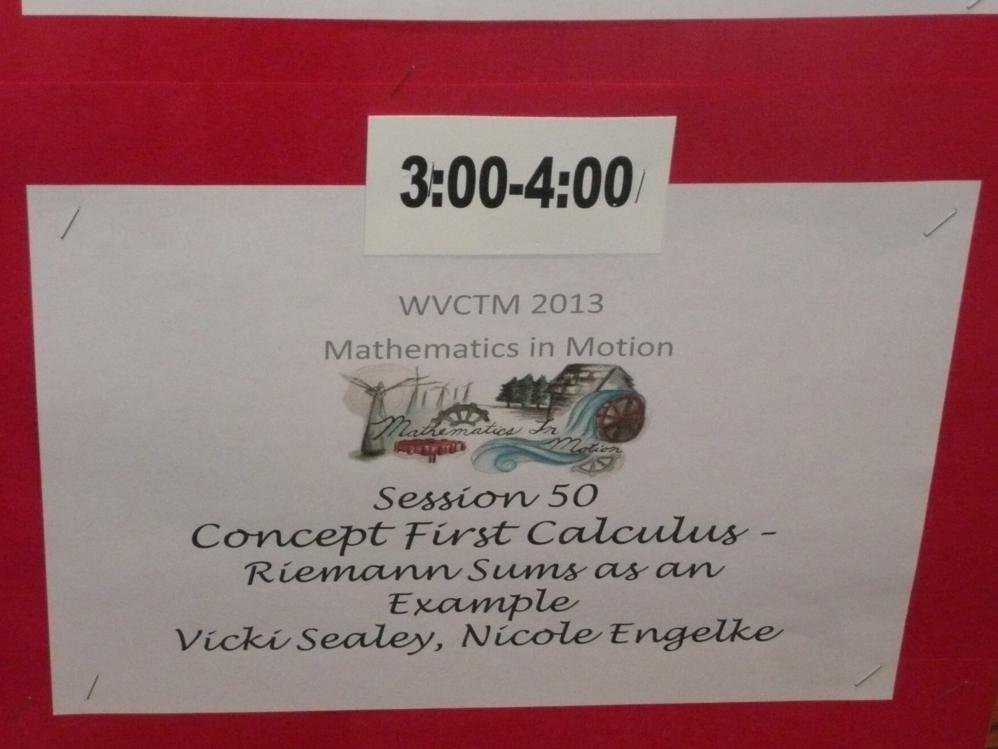 3:00-4:00
WVCTM 2013
Mathematics in Motion
Mathematics In
Motion
Session 50
Concept First Calculus -
Riemann Sums as an
Example
Vicki Sealey, Nicole Engelke